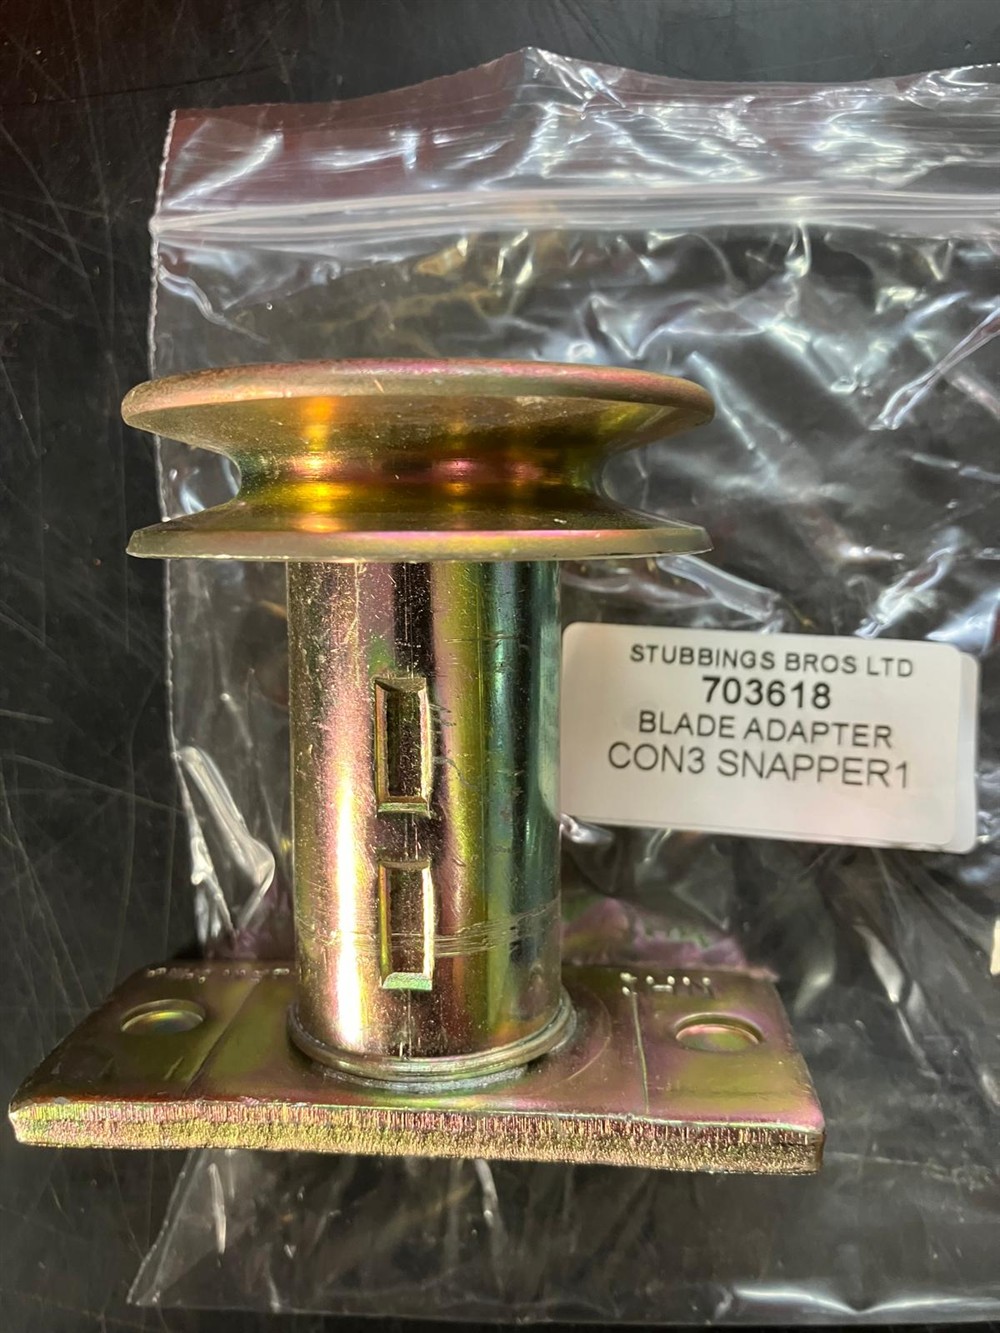 STUBBINGS BROS LTD
703618
BLADE ADAPTER
CON3 SNAPPER1